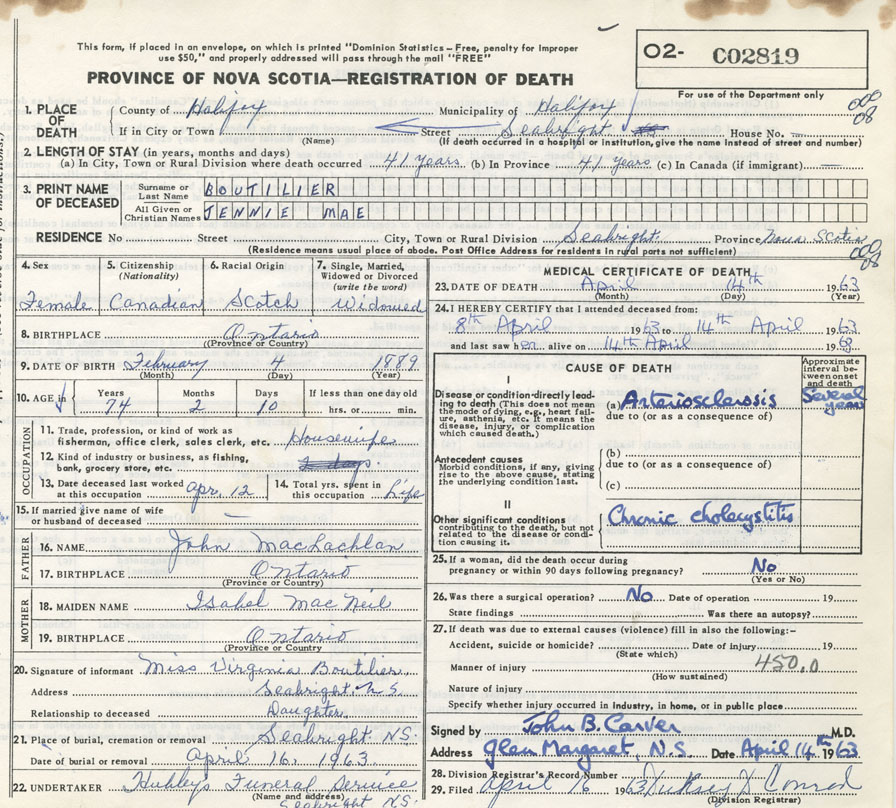 This form, if placed in an envelope, on which is printed "Dominion Statistics—Free, penalty for improper
use $50," and properly addressed will pass through the mail "FREE"
PROVINCE OF NOVA SCOTIA—REGISTRATION OF DEATH
O2- C02819
For use of the Department only
1. PLACE OF DEATH County of Halifax Municipality of Halifax
000 08
If in City or Town (Name) Street Seabright House No.
(If death occurred in a hospital or institution, give the name instead of street and number)
2. LENGTH OF STAY (in years, months and days)
(a) In City, Town or Rural Division where death occurred 41 years (b) In Province 41 years (c) In Canada (if immigrant) —
3. PRINT NAME OF DECEASED
Surname or Last Name BOUTILIER
All Given or Christian Names JENNIE MAE
RESIDENCE No Street City, Town or Rural Division Seabright Province Nova Scotia
(Residence means usual place of abode. Post Office Address for residents in rural parts not sufficient)
000 08
4. Sex Female
5. Citizenship (Nationality) Canadian
6. Racial Origin Scotch
7. Single, Married, Widowed or Divorced (write the word) Widowed
8. BIRTHPLACE Ontario
(Province or Country)
9. DATE OF BIRTH February 4 1889
(Month) (Day) (Year)
10. AGE in Years 74 Months 2 Days 10 If less than one day old hrs. or min.
OCCUPATION
11. Trade, profession or kind of work as fisherman, office clerk, sales clerk, etc. Housewife
12. Kind of industry or business, as fishing, bank, grocery store, etc.
13. Date deceased last worked at this occupation Apr. 12
14. Total yrs. spent in this occupation Life
15. If married give name of wife or husband of deceased —
FATHER
16. NAME John MacLachlan
17. BIRTHPLACE Ontario
(Province or Country)
MOTHER
18. MAIDEN NAME Isabel MacNeil
19. BIRTHPLACE Ontario
(Province or Country)
20. Signature of informant Miss Virginia Boutilier
Address Seabright N.S.
Relationship to deceased Daughter
21. Place of burial, cremation or removal Seabright N.S.
Date of burial or removal April 16, 1963
22. UNDERTAKER Hubley's Funeral Service
(Name and address)
Seabright N.S.
MEDICAL CERTIFICATE OF DEATH
23. DATE OF DEATH April 14th 1963
(Month) (Day) (Year)
24. I HEREBY CERTIFY that I attended deceased from:
8th April 1963 to 14th April 1963
and last saw her alive on 14th April 1963
CAUSE OF DEATH
Approximate interval between onset and death
I
Disease or condition directly leading to death (This does not mean the mode of dying, e.g., heart failure, asthenia, etc. It means the disease, injury, or complication which caused death.)
(a) Arteriosclerosis Several years
due to (or as a consequence of)
Antecedent causes
Morbid conditions, if any, giving rise to the above cause, stating the underlying condition last.
(b)
due to (or as a consequence of)
(c)
II
Other significant conditions contributing to the death, but not related to the disease or condition causing it.
Chronic cholecystitis
25. If a woman, did the death occur during pregnancy or within 90 days following pregnancy? No
(Yes or No)
26. Was there a surgical operation? No Date of operation 19
State findings Was there an autopsy?
27. If death was due to external causes (violence) fill in also the following:-
Accident, suicide or homicide? Date of injury 19
(State which)
Manner of injury 450.0
(How sustained)
Nature of injury
Specify whether injury occurred in industry, in home, or in public place
Signed by John B. Carver M.D.
Address Glen Margaret, N.S. Date April 14th 1963
28. Division Registrar's Record Number
29. Filed April 16 1963 Conrad
(Division Registrar)